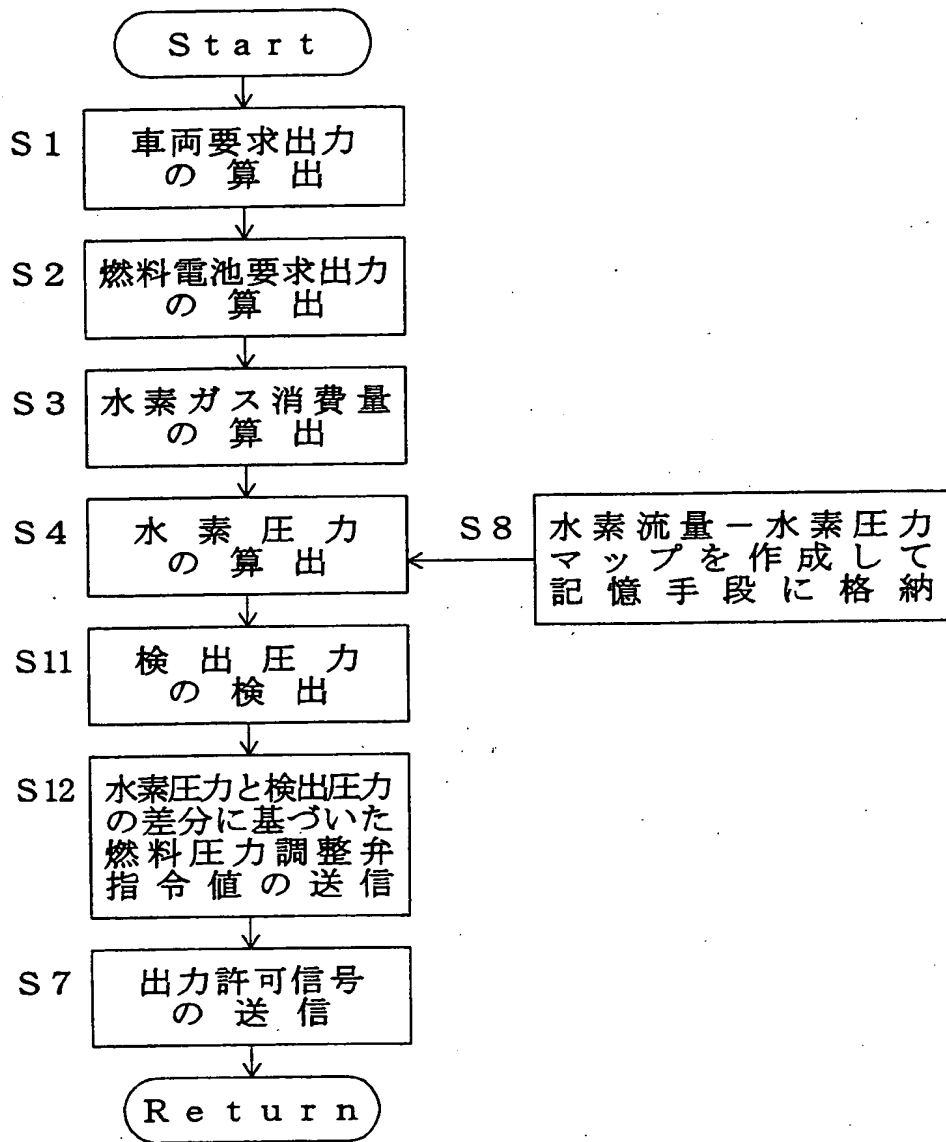 Start
S1
車両要求出力
の算出
S2
燃料電池要求出力
の算出
S3
水素ガス消費量
の算出
S4
水素圧力
の算出
S8
水素流量－水素圧力
マップを作成して
記憶手段に格納
S11
検出圧力
の検出
S12
水素圧力と検出圧力
の差分に基づいた
燃料圧力調整弁
指令値の送信
S7
出力許可信号
の送信
Return